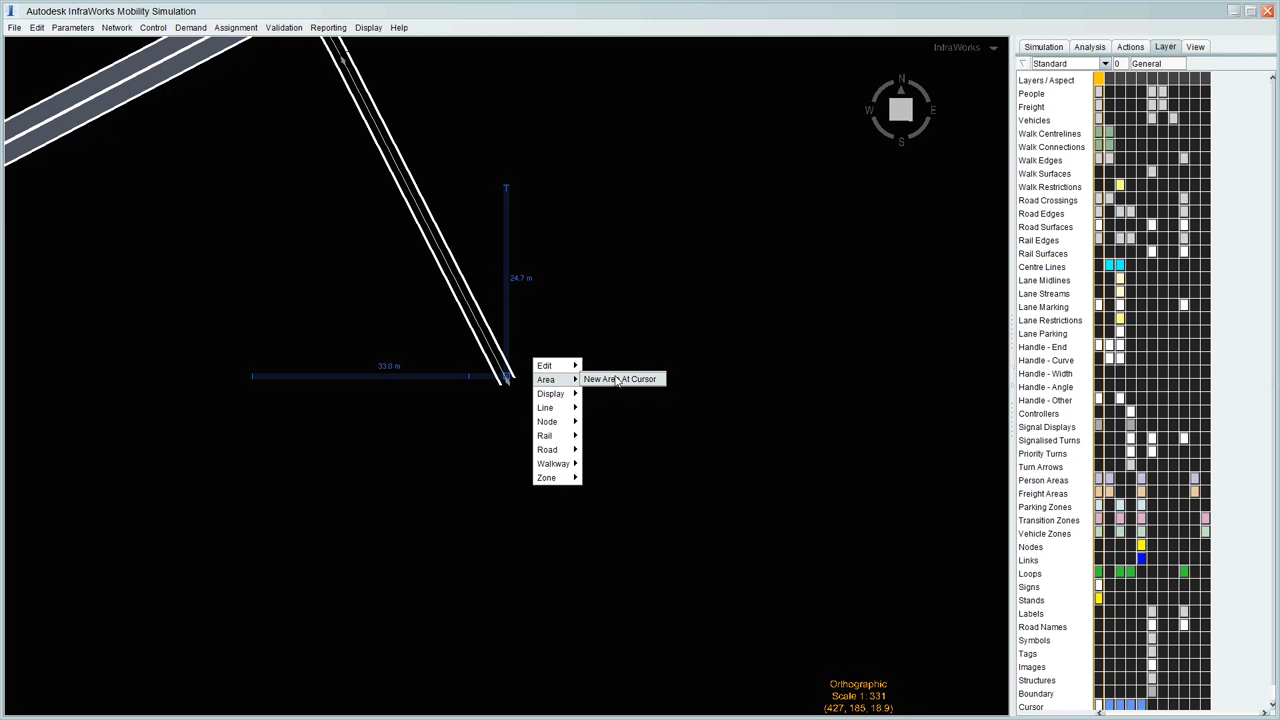 Autodesk InfraWorks Mobility Simulation
File Edit Parameters Network Control Demand Assignment Validation Reporting Display Help
InfraWorks
N
W E
S
24.7 m
33.0 m
Edit
Area
New Area At Cursor
Display
Line
Node
Rail
Road
Walkway
Zone
Orthographic
Scale 1: 331
(427, 185, 18.9)
Simulation Analysis Actions Layer View
Standard 0 General
Layers / Aspect
People
Freight
Vehicles
Walk Centrelines
Walk Connections
Walk Edges
Walk Surfaces
Walk Restrictions
Road Crossings
Road Edges
Road Surfaces
Rail Edges
Rail Surfaces
Centre Lines
Lane Midlines
Lane Streams
Lane Marking
Lane Restrictions
Lane Parking
Handle - End
Handle - Curve
Handle - Width
Handle - Angle
Handle - Other
Controllers
Signal Displays
Signalised Turns
Priority Turns
Turn Arrows
Person Areas
Freight Areas
Parking Zones
Transition Zones
Vehicle Zones
Nodes
Links
Loops
Signs
Stands
Labels
Road Names
Symbols
Tags
Images
Structures
Boundary
Cursor